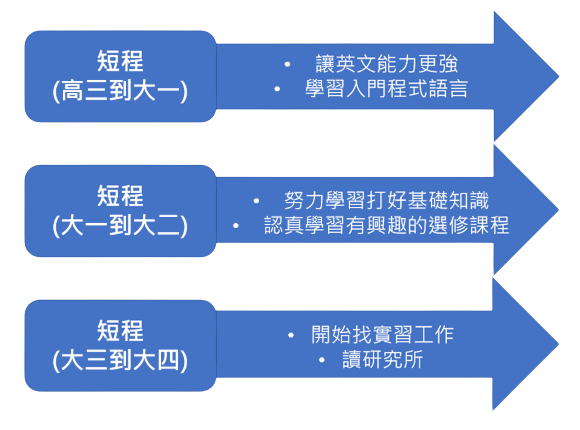 短程
(高三到大一)
• 讓英文能力更強
• 學習入門程式語言
短程
(大一到大二)
• 努力學習打好基礎知識
• 認真學習有興趣的選修課程
短程
(大三到大四)
• 開始找實習工作
• 讀研究所